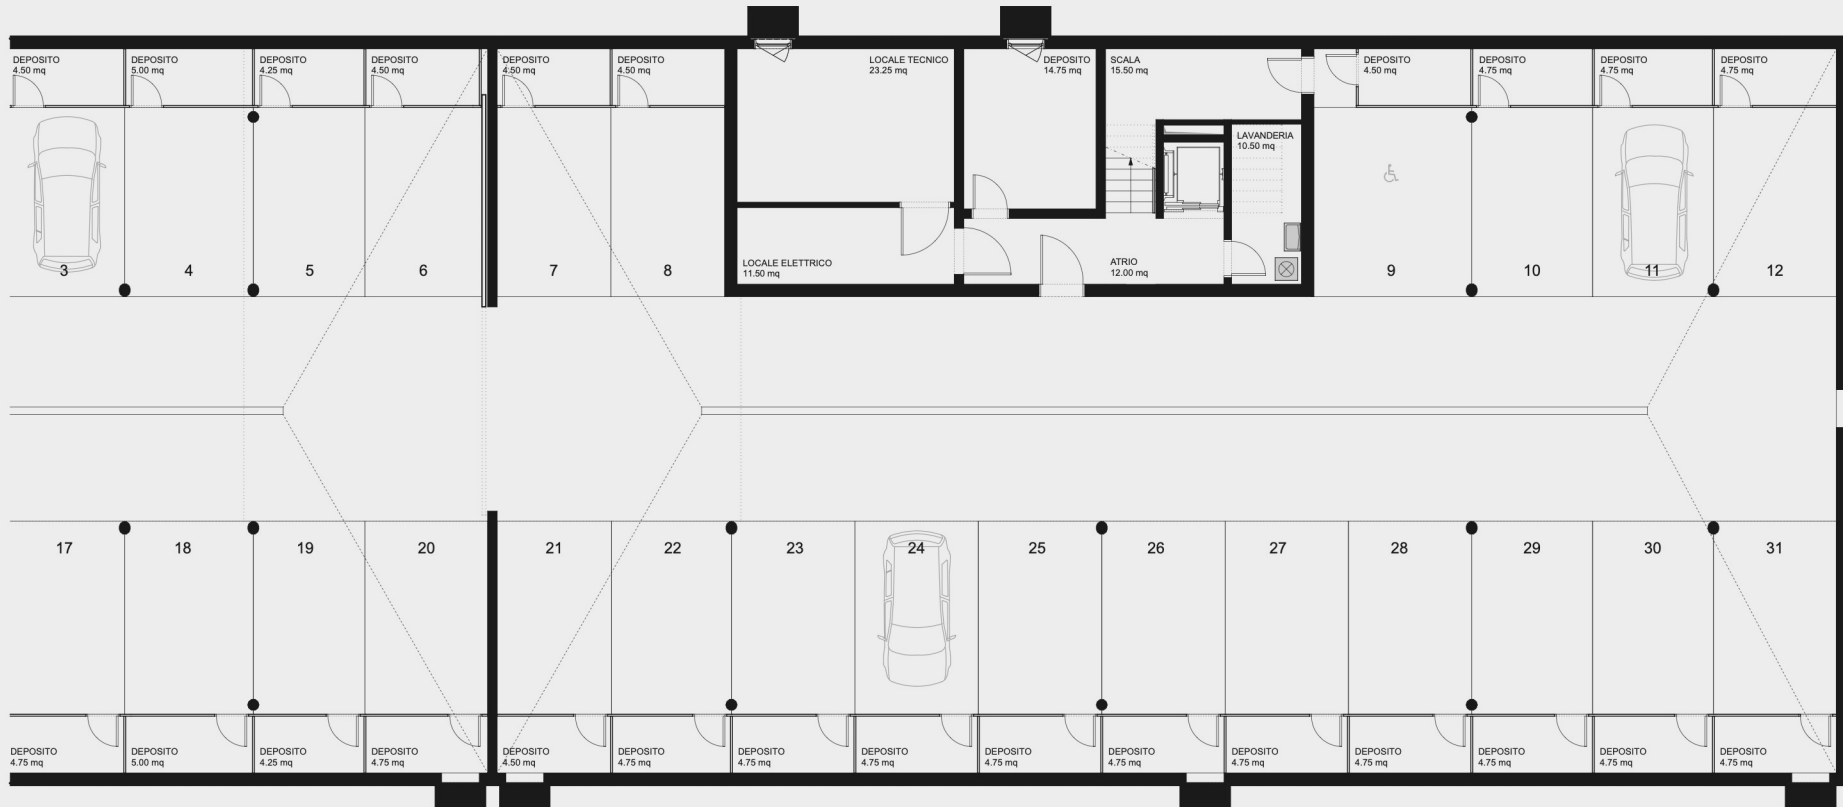 DEPOSITO
4.50 mq
DEPOSITO
5.00 mq
DEPOSITO
4.25 mq
DEPOSITO
4.50 mq
DEPOSITO
4.50 mq
DEPOSITO
4.50 mq
LOCALE TECNICO
23.25 mq
DEPOSITO
14.75 mq
SCALA
15.50 mq
DEPOSITO
4.50 mq
DEPOSITO
4.75 mq
DEPOSITO
4.75 mq
DEPOSITO
4.75 mq
LAVANDERIA
10.50 mq
LOCALE ELETTRICO
11.50 mq
ATRIO
12.00 mq
3
4
5
6
7
8
9
10
11
12
17
18
19
20
21
22
23
24
25
26
27
28
29
30
31
DEPOSITO
4.75 mq
DEPOSITO
5.00 mq
DEPOSITO
4.25 mq
DEPOSITO
4.75 mq
DEPOSITO
4.50 mq
DEPOSITO
4.75 mq
DEPOSITO
4.75 mq
DEPOSITO
4.75 mq
DEPOSITO
4.75 mq
DEPOSITO
4.75 mq
DEPOSITO
4.75 mq
DEPOSITO
4.75 mq
DEPOSITO
4.75 mq
DEPOSITO
4.75 mq
DEPOSITO
4.75 mq